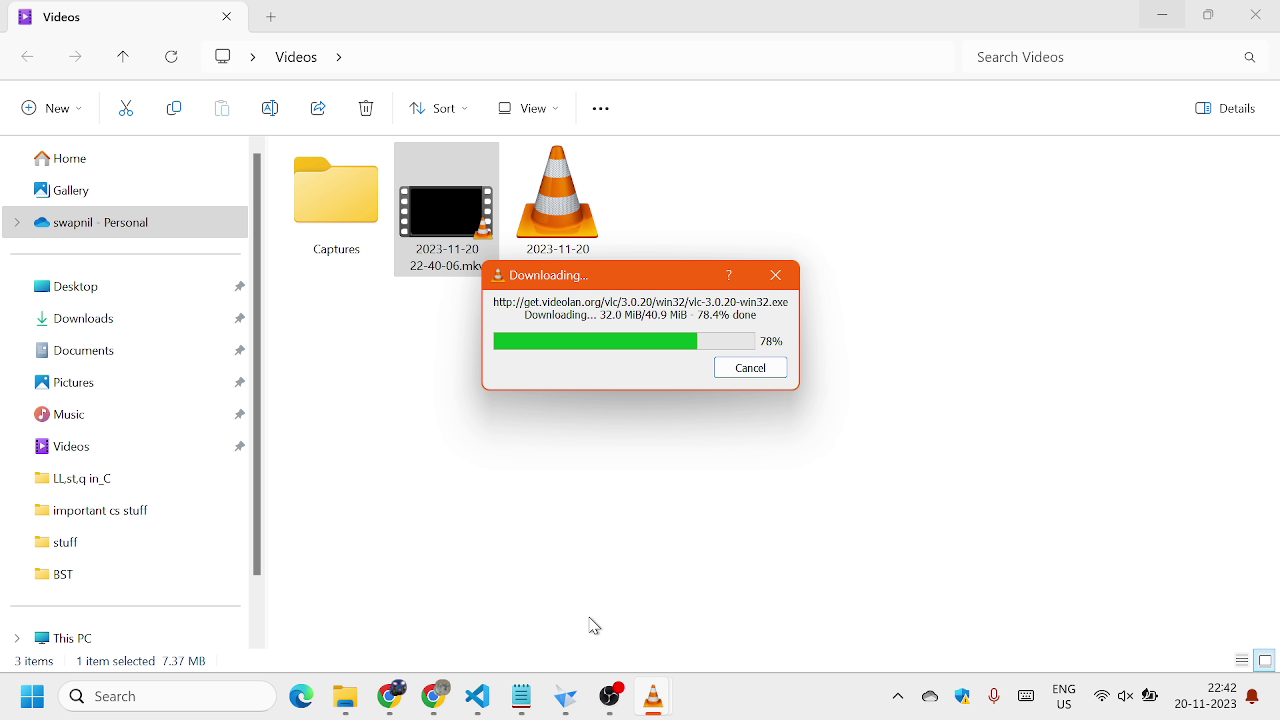 Videos
Videos
Search Videos
New
Sort
View
Details
Home
Gallery
swapnil - Personal
Desktop
Downloads
Documents
Pictures
Music
Videos
LL,st,q in_C
important cs stuff
stuff
BST
This PC
Captures
2023-11-20
22-40-06.mkv
2023-11-20
Downloading...
?
http://get.videolan.org/vlc/3.0.20/win32/vlc-3.0.20-win32.exe
Downloading... 32.0 MiB/40.9 MiB - 78.4% done
78%
Cancel
3 items
1 item selected 7.37 MB
Search
ENG
US
22:42
20-11-2023